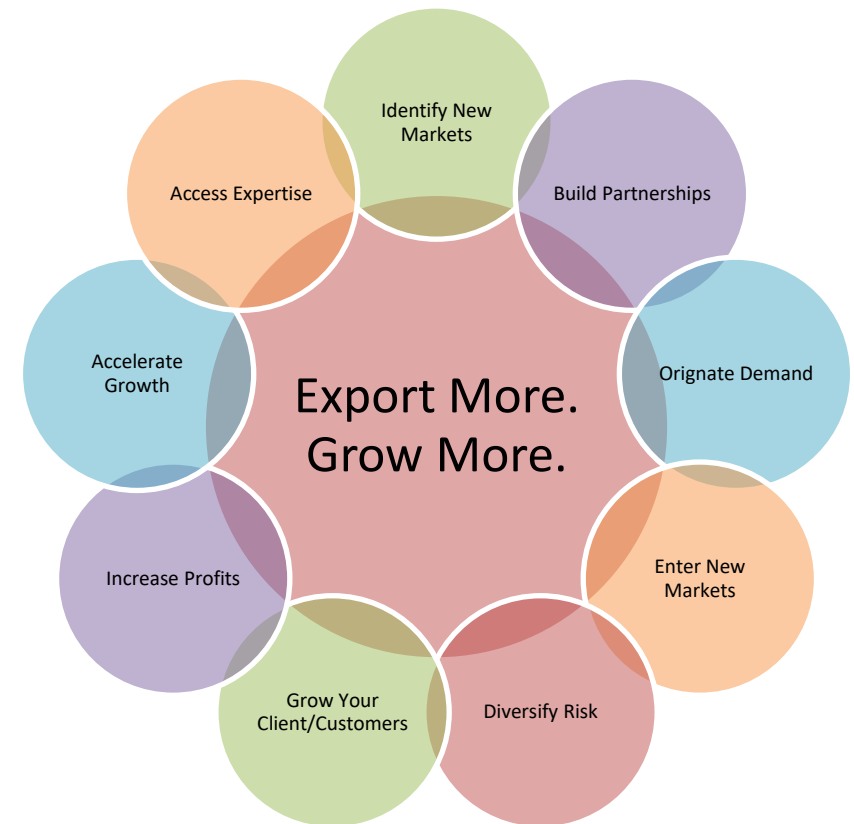 Identify New
Markets
Build Partnerships
Orignate Demand
Enter New
Markets
Diversify Risk
Grow Your
Client/Customers
Increase Profits
Accelerate
Growth
Access Expertise
Export More.
Grow More.